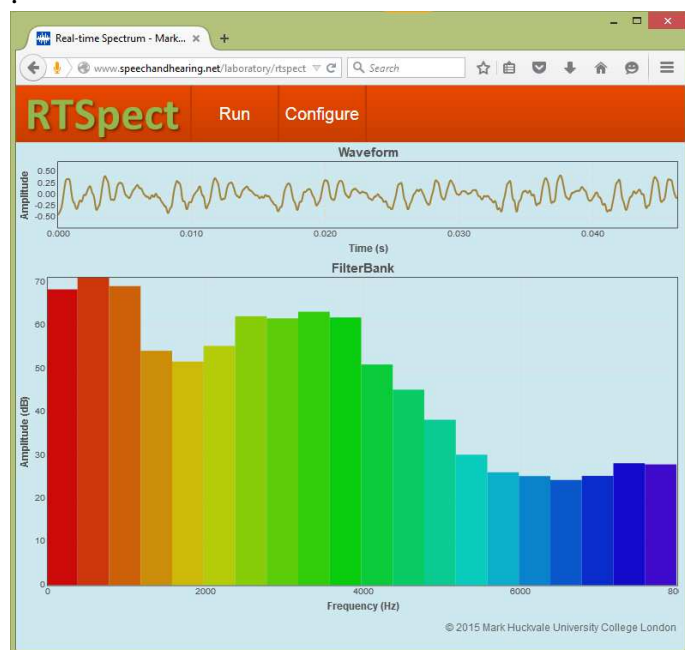 .
Real-time Spectrum - Mark...
www.speechandhearing.net/laboratory/rtspect
Search
RTSpect
Run
Configure
Waveform
Amplitude
0.50
0.25
0.00
-0.25
-0.50
0.000 0.010 0.020 0.030 0.040
Time (s)
FilterBank
Amplitude (dB)
70
60
50
40
30
20
10
0
0 2000 4000 6000 80
Frequency (Hz)
© 2015 Mark Huckvale University College London